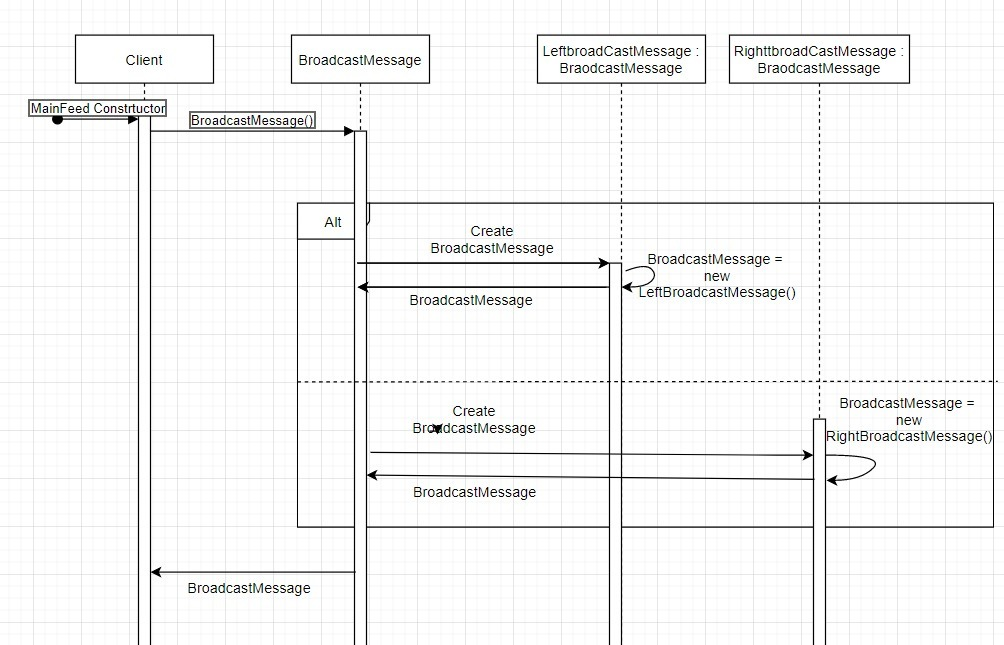 Client
BroadcastMessage
LeftbroadCastMessage :
BraodcastMessage
RighttbroadCastMessage :
BraodcastMessage
MainFeed Constrtuctor
BroadcastMessage()
Alt
Create
BroadcastMessage
BroadcastMessage =
new
LeftBroadcastMessage()
BroadcastMessage
Create
BroadcastMessage
BroadcastMessage =
new
RightBroadcastMessage()
BroadcastMessage
BroadcastMessage